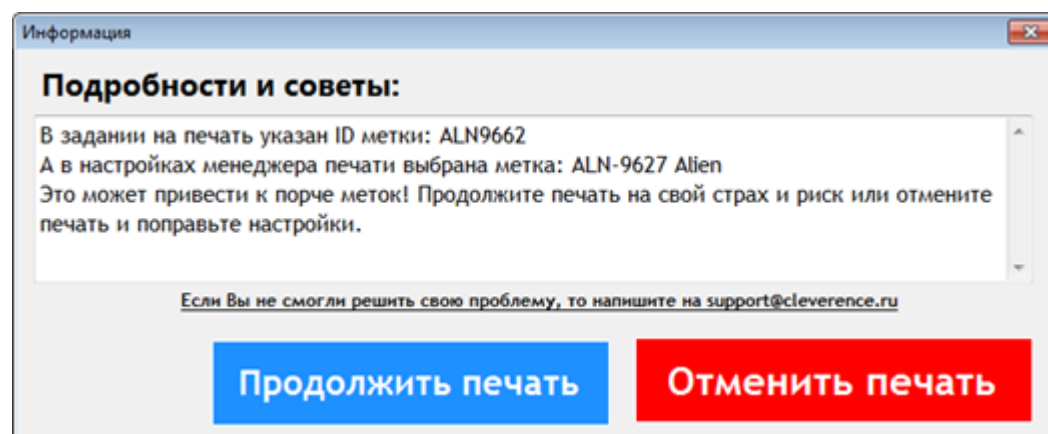 Информация
Подробности и советы:
В задании на печать указан ID метки: ALN9662
А в настройках менеджера печати выбрана метка: ALN-9627 Alien
Это может привести к порче меток! Продолжите печать на свой страх и риск или отмените
печать и поправьте настройки.
Если Вы не смогли решить свою проблему, то напишите на support@cleverence.ru
Продолжить печать
Отменить печать